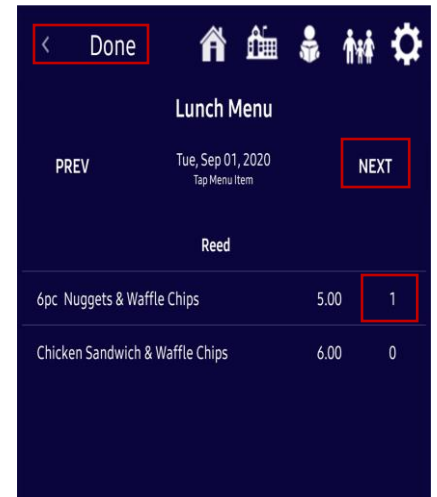 < Done
Lunch Menu
PREV Tue, Sep 01, 2020 NEXT
Tap Menu Item
Reed
6pc Nuggets & Waffle Chips 5.00 1
Chicken Sandwich & Waffle Chips 6.00 0